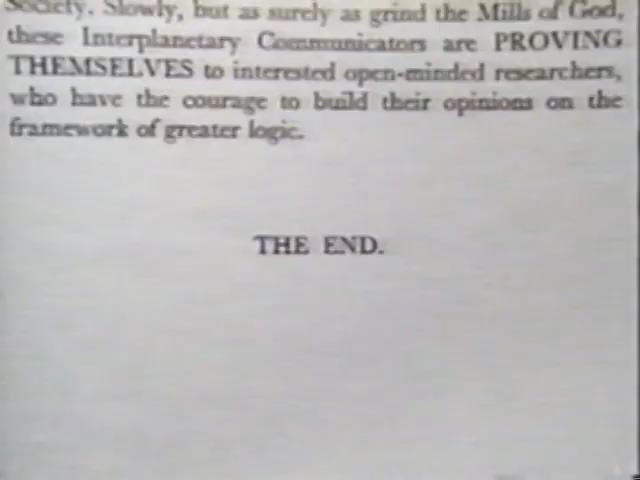 Society. Slowly, but as surely as grind the Mills of God,
these Interplanetary Communicators are PROVING
THEMSELVES to interested open-minded researchers,
who have the courage to build their opinions on the
framework of greater logic.
THE END.